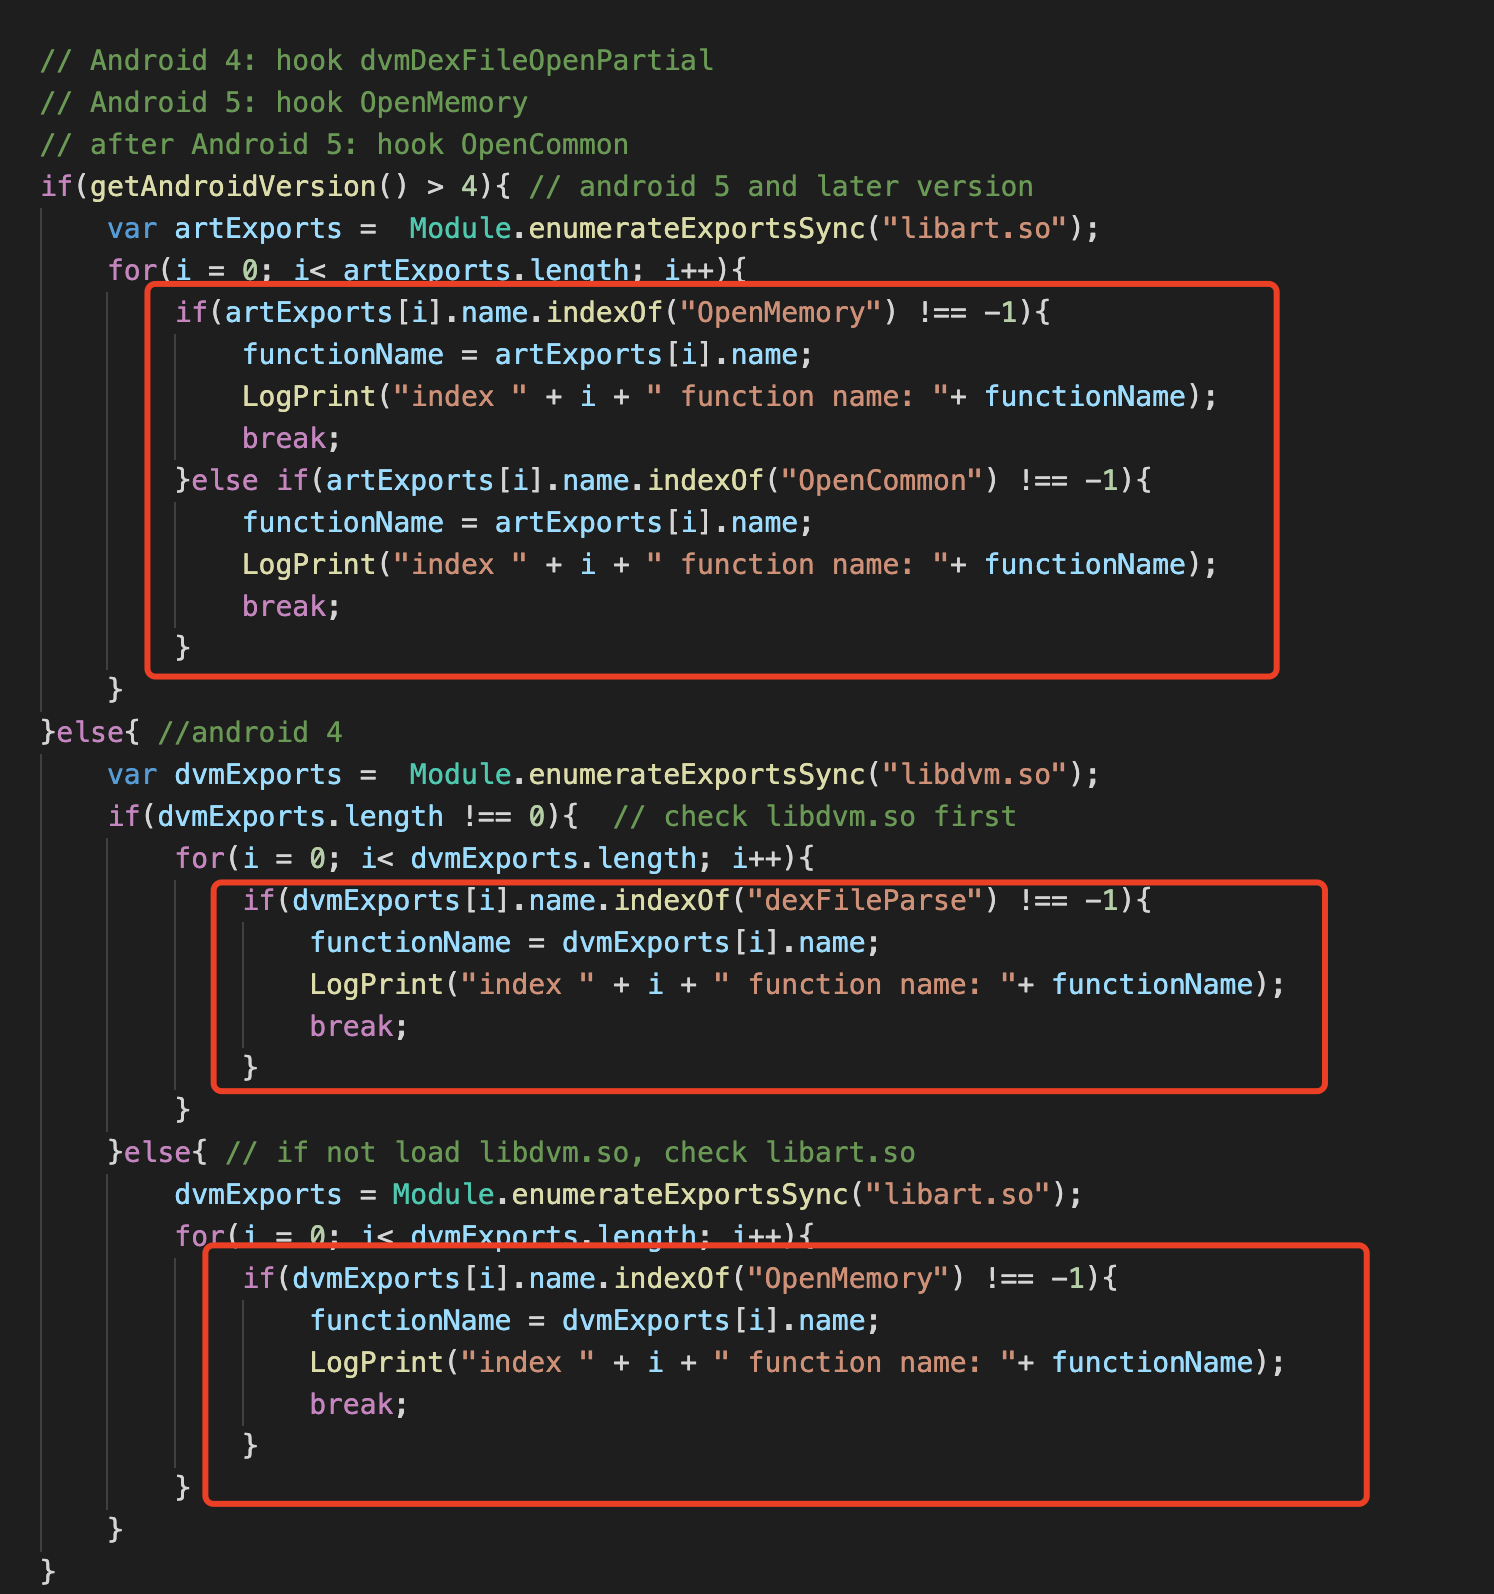 // Android 4: hook dvmDexFileOpenPartial
// Android 5: hook OpenMemory
// after Android 5: hook OpenCommon
if(getAndroidVersion() > 4){ // android 5 and later version
    var artExports =  Module.enumerateExportsSync("libart.so");
    for(i = 0; i< artExports.length; i++){
        if(artExports[i].name.indexOf("OpenMemory") !== -1){
            functionName = artExports[i].name;
            LogPrint("index " + i + " function name: "+ functionName);
            break;
        }else if(artExports[i].name.indexOf("OpenCommon") !== -1){
            functionName = artExports[i].name;
            LogPrint("index " + i + " function name: "+ functionName);
            break;
        }
    }
}else{ //android 4
    var dvmExports =  Module.enumerateExportsSync("libdvm.so");
    if(dvmExports.length !== 0){  // check libdvm.so first
        for(i = 0; i< dvmExports.length; i++){
            if(dvmExports[i].name.indexOf("dexFileParse") !== -1){
                functionName = dvmExports[i].name;
                LogPrint("index " + i + " function name: "+ functionName);
                break;
            }
        }
    }else{ // if not load libdvm.so, check libart.so
        dvmExports = Module.enumerateExportsSync("libart.so");
        for(i = 0; i< dvmExports.length; i++){
            if(dvmExports[i].name.indexOf("OpenMemory") !== -1){
                functionName = dvmExports[i].name;
                LogPrint("index " + i + " function name: "+ functionName);
                break;
            }
        }
    }
}